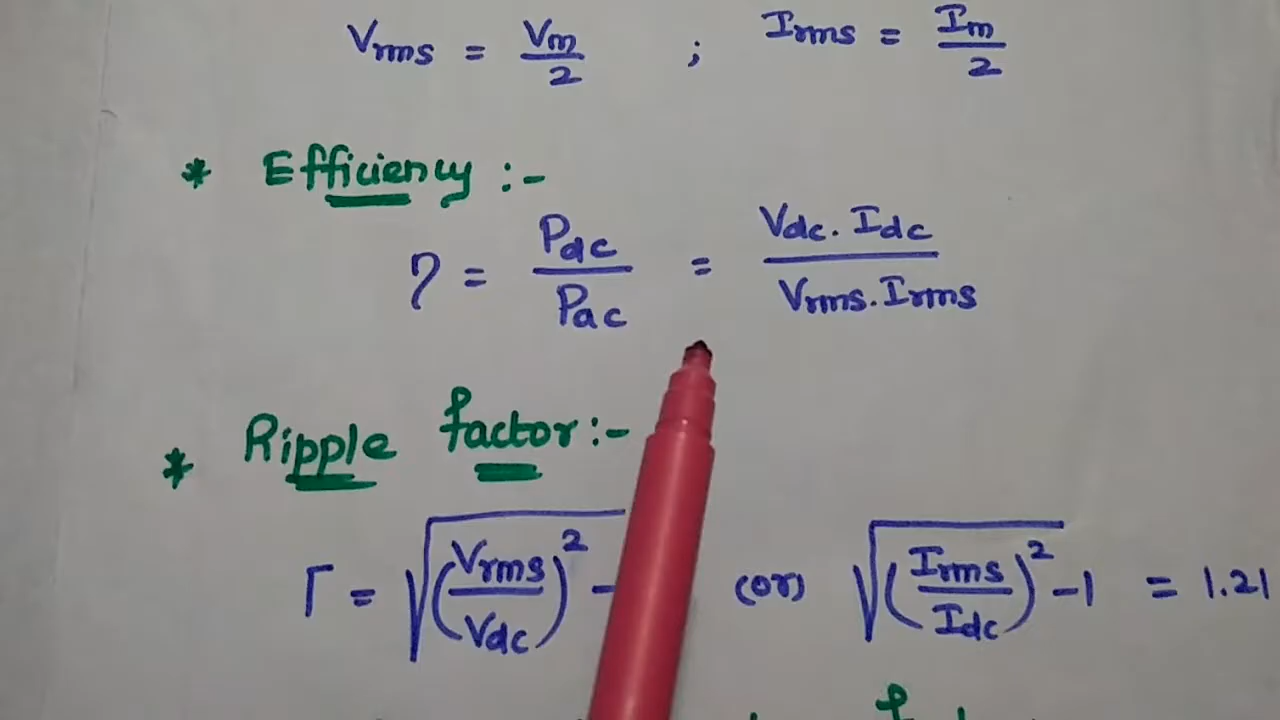 Vrms = Vm/2 ; Irms = Im/2
* Efficiency :-
η = Pdc/Pac = Vdc. Idc/Vrms. Irms
* Ripple factor :-
Γ = √(Vrms/Vdc)² - (or) √(Irms/Idc)² -1 = 1.21